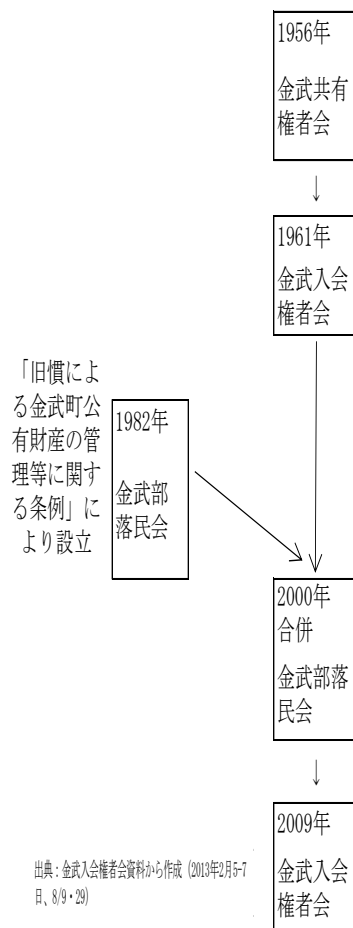 1956年
金武共有
権者会
↓
1961年
金武入会
権者会
「旧慣によ
る金武町公
有財産の管
理等に関す
る条例」に
より設立
1982年
金武部
落民会
2000年
合併
金武部落
民会
↓
2009年
金武入会
権者会
出典：金武入会権者会資料から作成（2013年2月5-7
日、8/9・29）